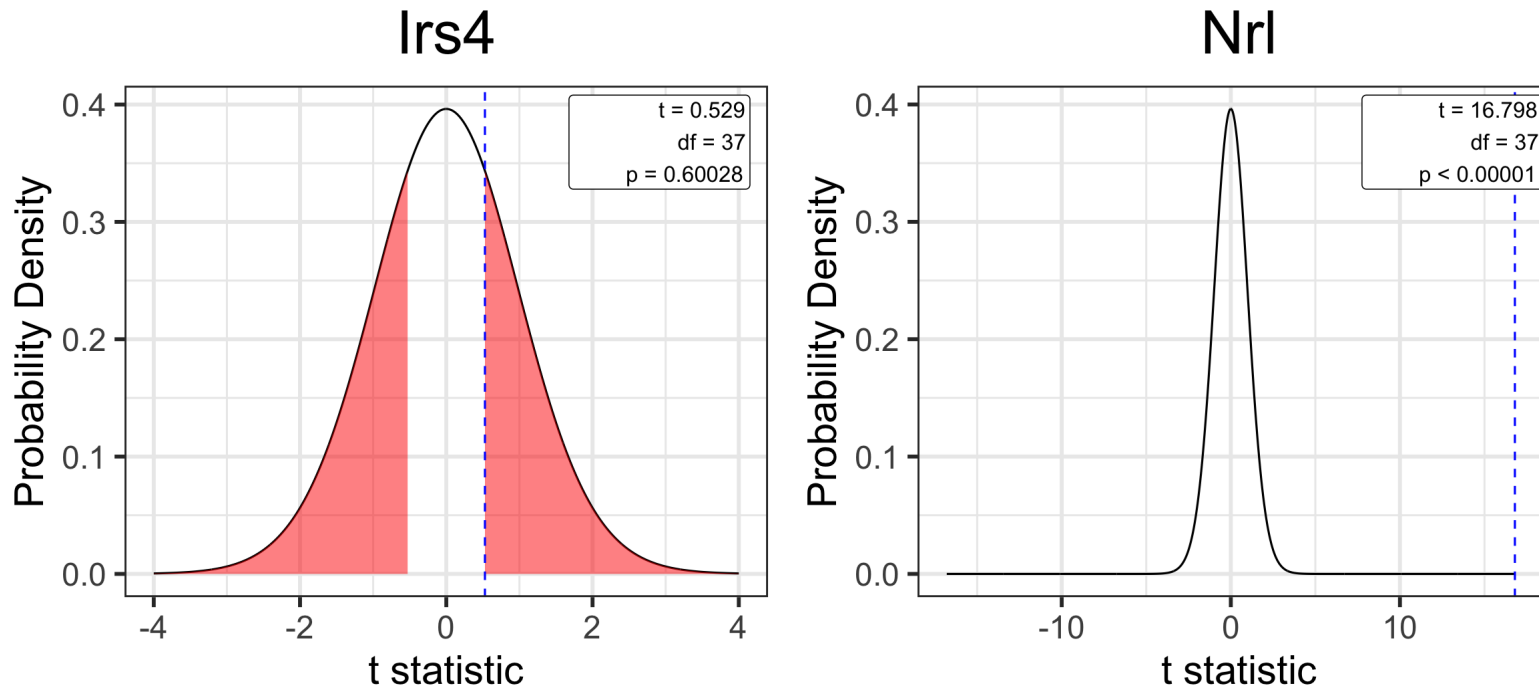 Irs4
t = 0.529
df = 37
p = 0.60028
Probability Density
0.4
0.3
0.2
0.1
0.0
-4 -2 0 2 4
t statistic
Nrl
t = 16.798
df = 37
p < 0.00001
Probability Density
0.4
0.3
0.2
0.1
0.0
-10 0 10
t statistic